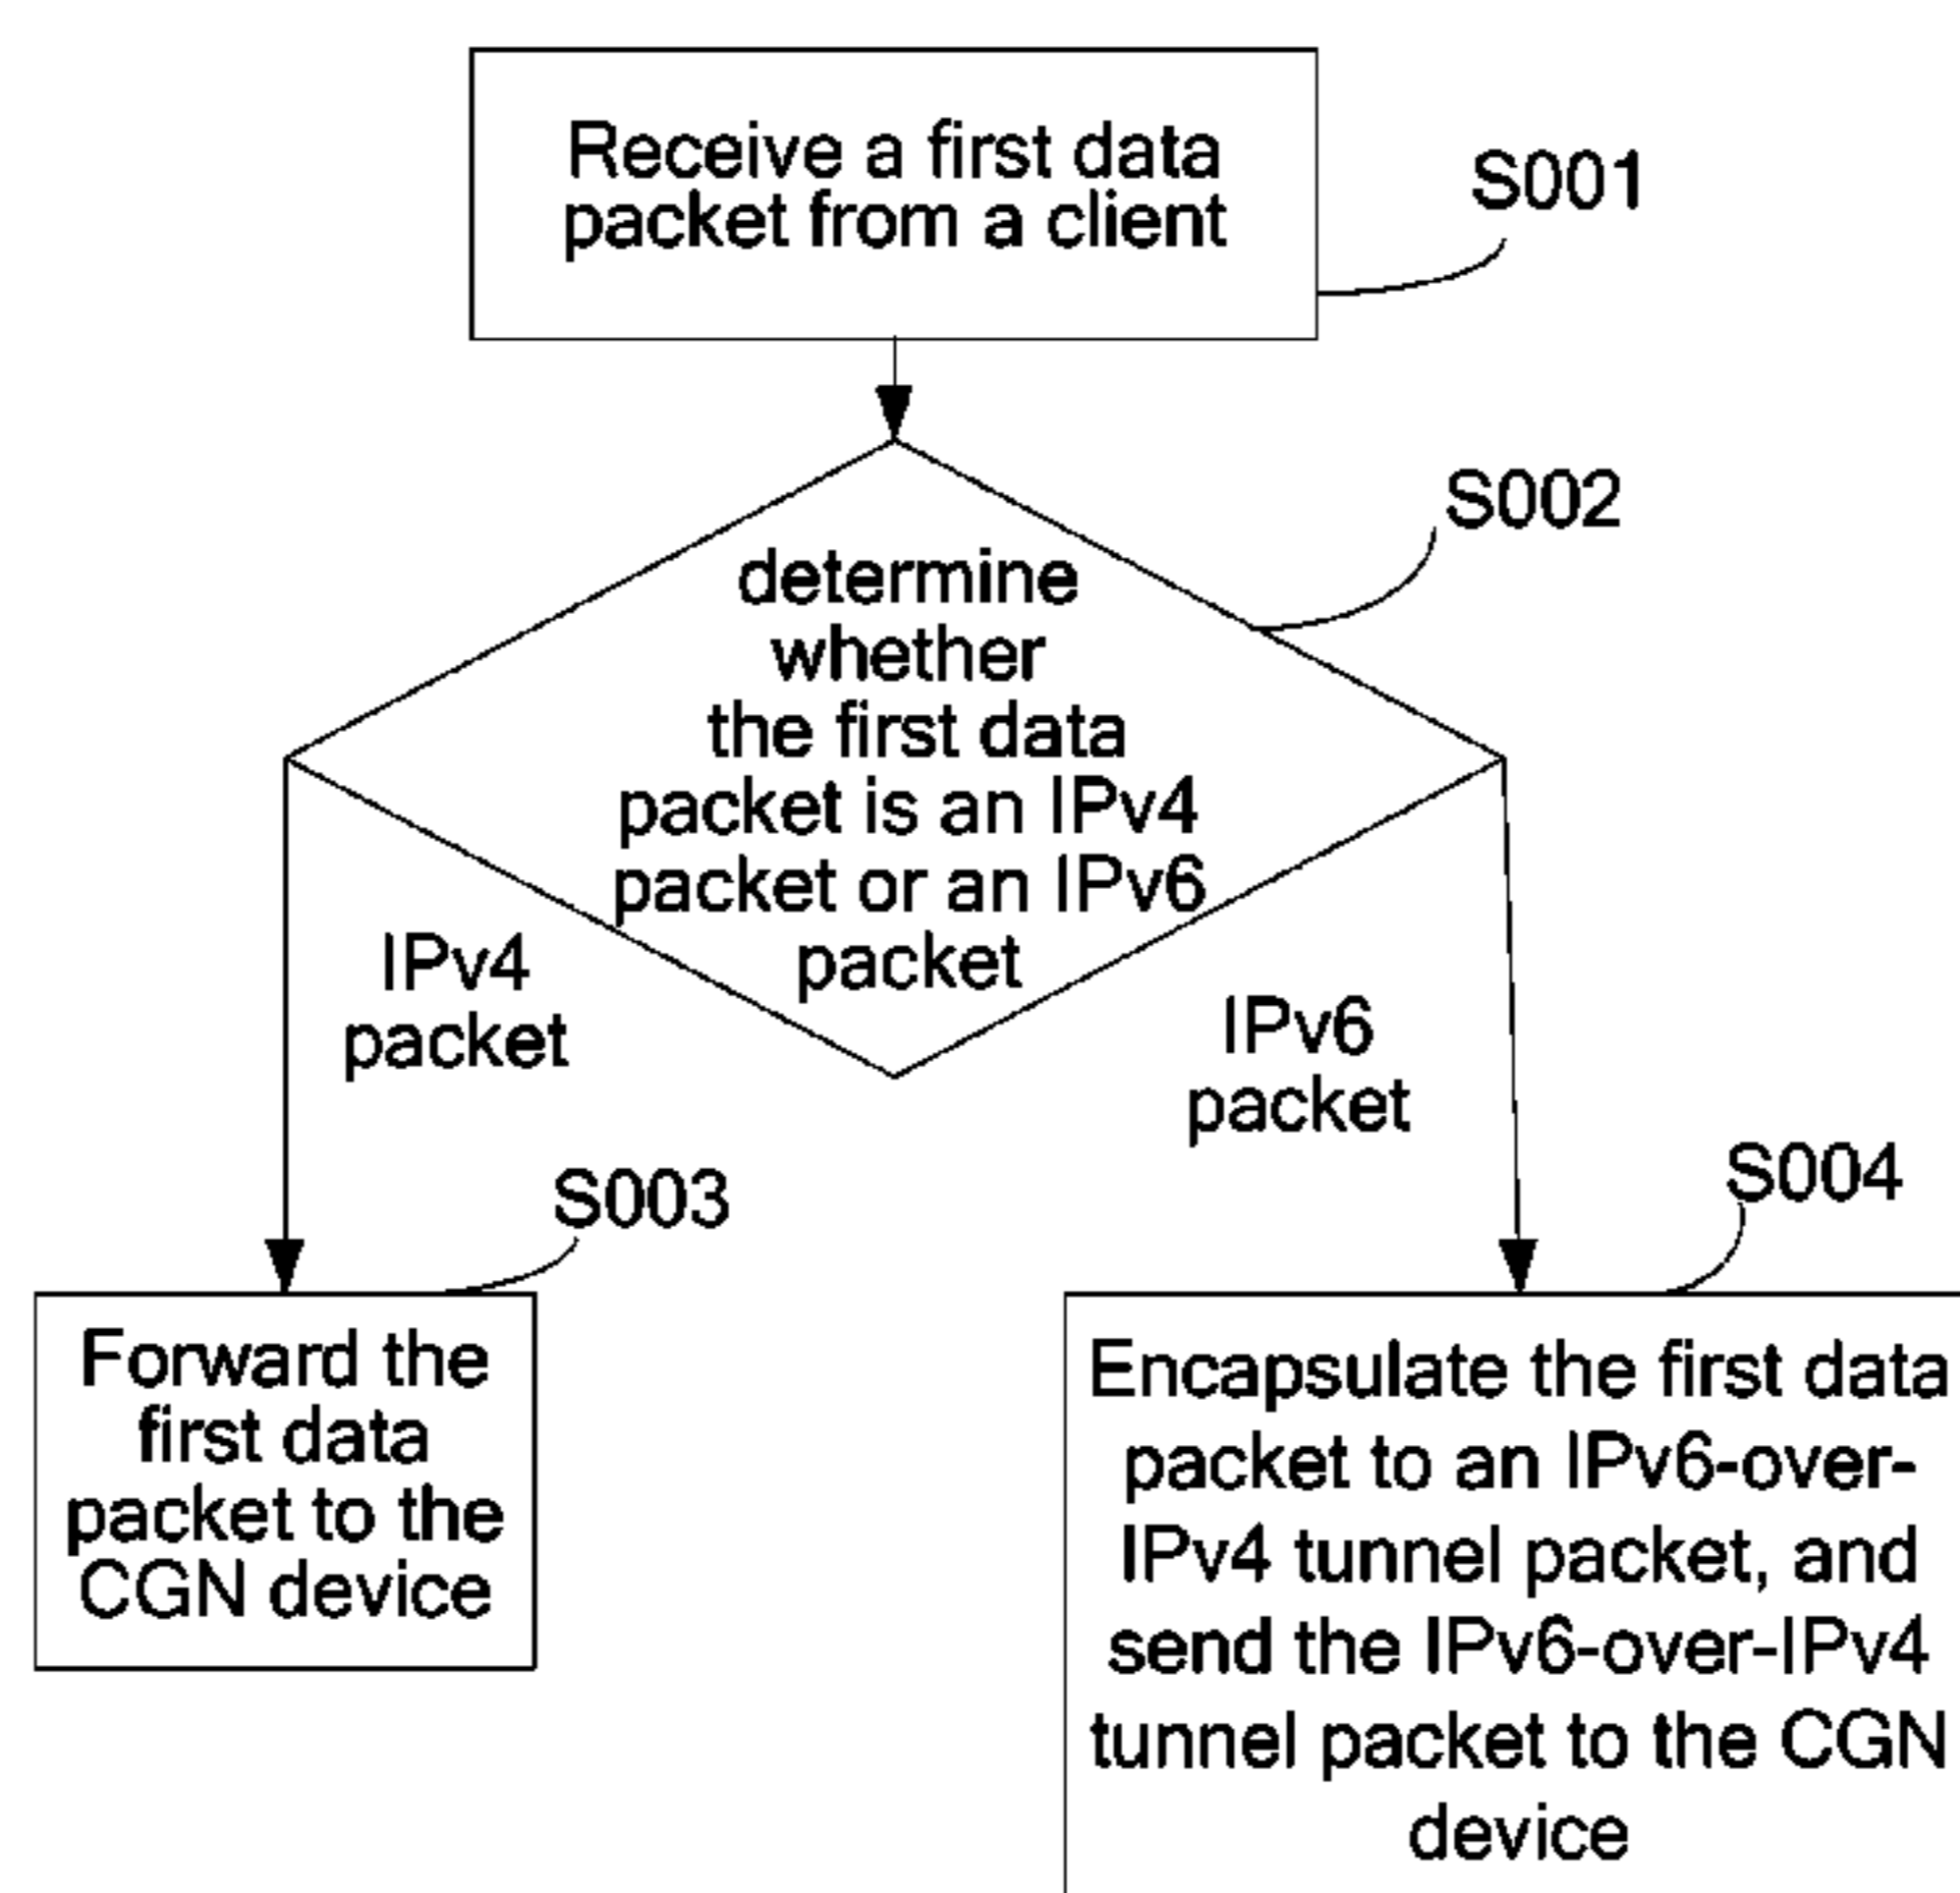 Receive a first data
packet from a client
S001
S002
determine
whether
the first data
packet is an IPv4
packet or an IPv6
packet
IPv4
packet
IPv6
packet
S003
S004
Forward the
first data
packet to the
CGN device
Encapsulate the first data
packet to an IPv6-over-
IPv4 tunnel packet, and
send the IPv6-over-IPv4
tunnel packet to the CGN
device